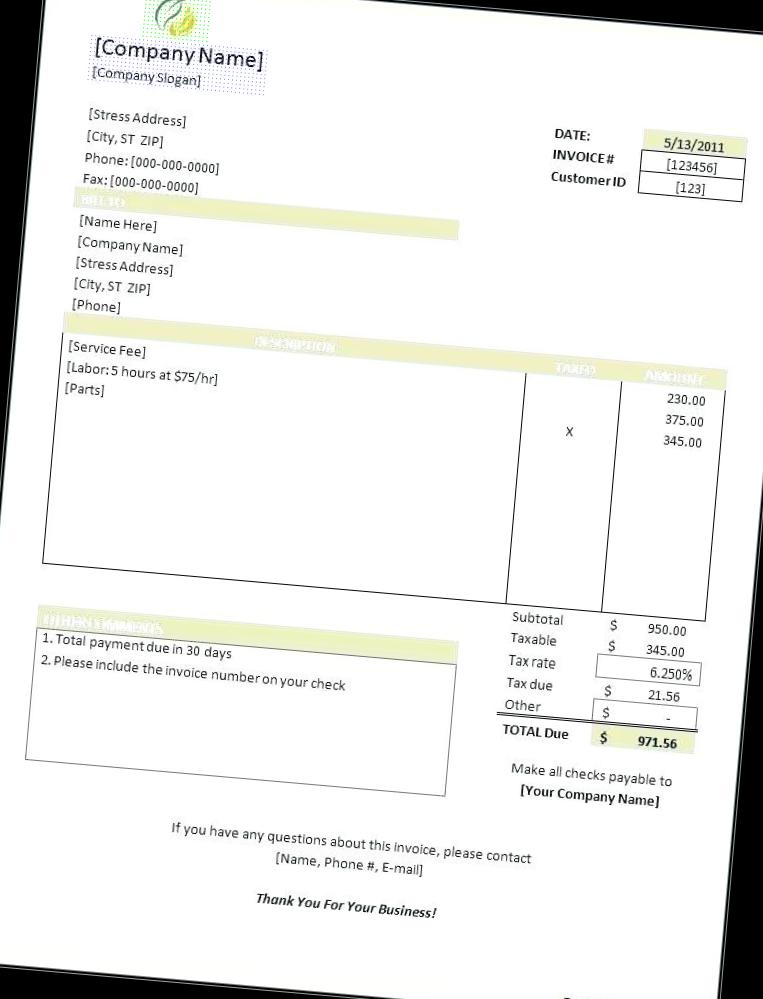 [Company Name]
[Company Slogan]
[Stress Address]
[City, ST ZIP]
Phone: [000-000-0000]
Fax: [000-000-0000]
DATE: 5/13/2011
INVOICE # [123456]
Customer ID [123]
BILL TO
[Name Here]
[Company Name]
[Stress Address]
[City, ST ZIP]
[Phone]
DESCRIPTION TAXED AMOUNT
[Service Fee] 230.00
[Labor: 5 hours at $75/hr] 375.00
[Parts] X 345.00
Subtotal $ 950.00
Taxable $ 345.00
Tax rate 6.250%
Tax due $ 21.56
Other $ -
TOTAL Due $ 971.56
OTHER COMMENTS
1. Total payment due in 30 days
2. Please include the invoice number on your check
Make all checks payable to
[Your Company Name]
If you have any questions about this invoice, please contact
[Name, Phone #, E-mail]
Thank You For Your Business!